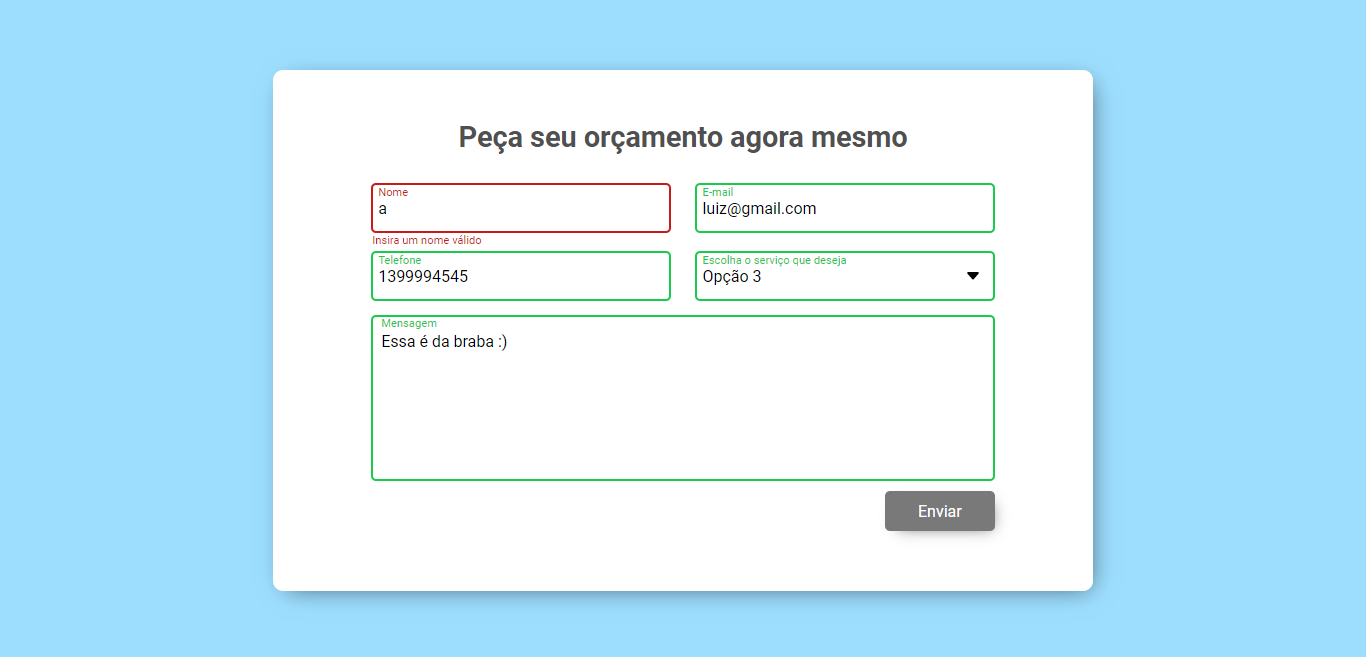 Peça seu orçamento agora mesmo
Nome
a
Insira um nome válido
E-mail
luiz@gmail.com
Telefone
1399994545
Escolha o serviço que deseja
Opção 3
Mensagem
Essa é da braba :)
Enviar